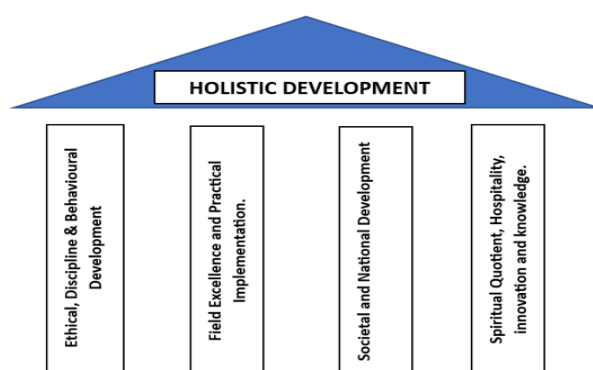 HOLISTIC DEVELOPMENT
Ethical, Discipline & Behavioural
Development
Field Excellence and Practical
Implementation.
Societal and National Development
Spiritual Quotient, Hospitality,
innovation and knowledge.